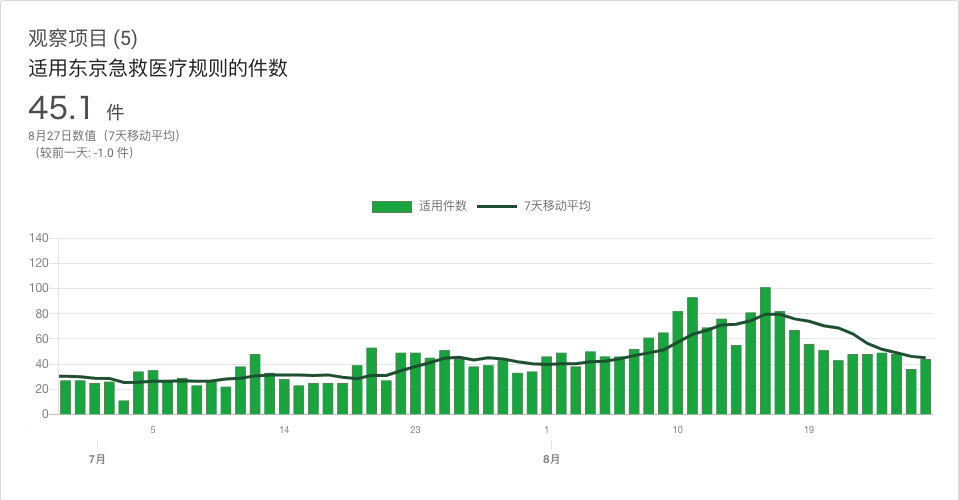 观察项目 (5)
适用东京急救医疗规则的件数
45.1 件
8月27日数值（7天移动平均）
（较前一天: -1.0 件）
适用件数 7天移动平均
140
120
100
80
60
40
20
0
5 14 23 1 10 19
7月 8月